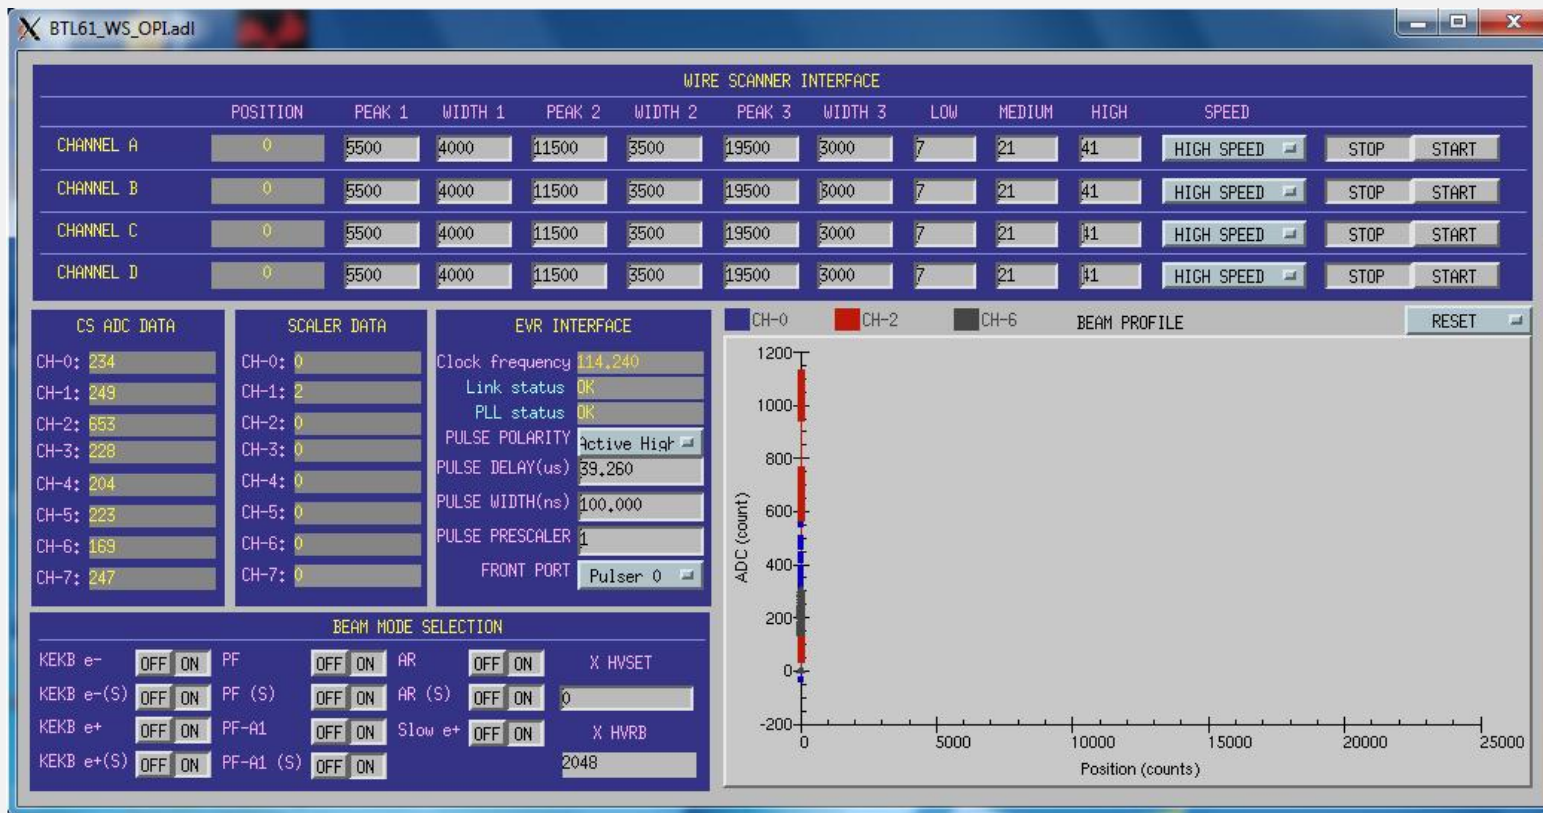 BTL61_WS_OPI.adl
WIRE SCANNER INTERFACE
POSITION PEAK 1 WIDTH 1 PEAK 2 WIDTH 2 PEAK 3 WIDTH 3 LOW MEDIUM HIGH SPEED
CHANNEL A 0 5500 4000 11500 3500 19500 3000 7 21 41 HIGH SPEED STOP START
CHANNEL B 0 5500 4000 11500 3500 19500 3000 7 21 41 HIGH SPEED STOP START
CHANNEL C 0 5500 4000 11500 3500 19500 3000 7 21 41 HIGH SPEED STOP START
CHANNEL D 0 5500 4000 11500 3500 19500 3000 7 21 41 HIGH SPEED STOP START
CS ADC DATA
CH-0: 234
CH-1: 249
CH-2: 653
CH-3: 228
CH-4: 204
CH-5: 223
CH-6: 169
CH-7: 247
SCALER DATA
CH-0: 0
CH-1: 2
CH-2: 0
CH-3: 0
CH-4: 0
CH-5: 0
CH-6: 0
CH-7: 0
EVR INTERFACE
Clock frequency 114.240
Link status OK
PLL status OK
PULSE POLARITY Active High
PULSE DELAY(us) 39.260
PULSE WIDTH(ns) 100.000
PULSE PRESCALER 1
FRONT PORT Pulser 0
CH-0 CH-2 CH-6 BEAM PROFILE RESET
1200
1000
800
600
400
200
0
-200
ADC (count)
0 5000 10000 15000 20000 25000
Position (counts)
BEAM MODE SELECTION
KEKB e- OFF ON PF OFF ON AR OFF ON X HVSET
KEKB e-(S) OFF ON PF (S) OFF ON AR (S) OFF ON 0
KEKB e+ OFF ON PF-A1 OFF ON Slow e+ OFF ON X HVRB
KEKB e+(S) OFF ON PF-A1 (S) OFF ON 2048